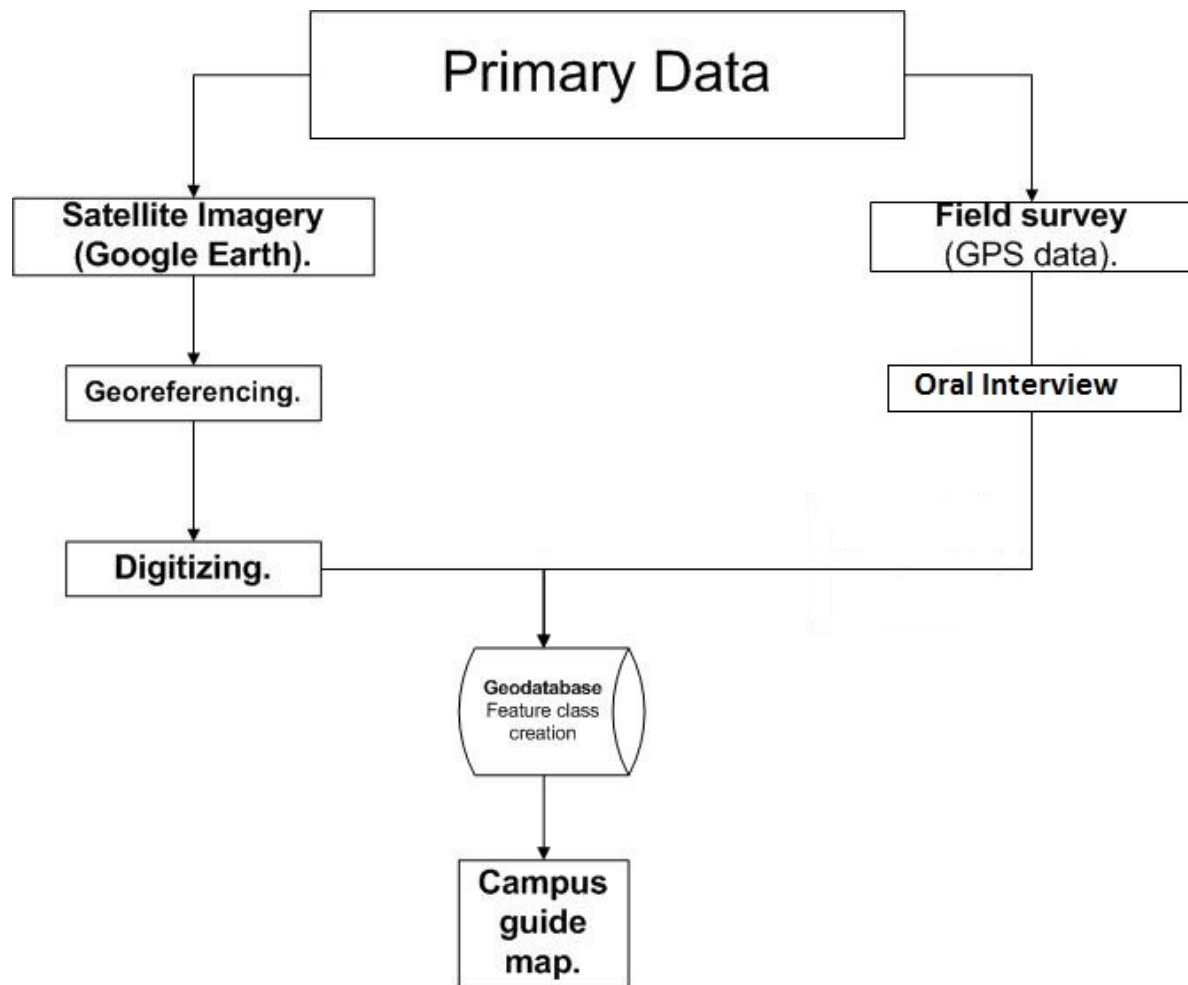 Primary Data
Satellite Imagery
(Google Earth).
Field survey
(GPS data).
Georeferencing.
Oral Interview
Digitizing.
Geodatabase
Feature class
creation
Campus
guide
map.